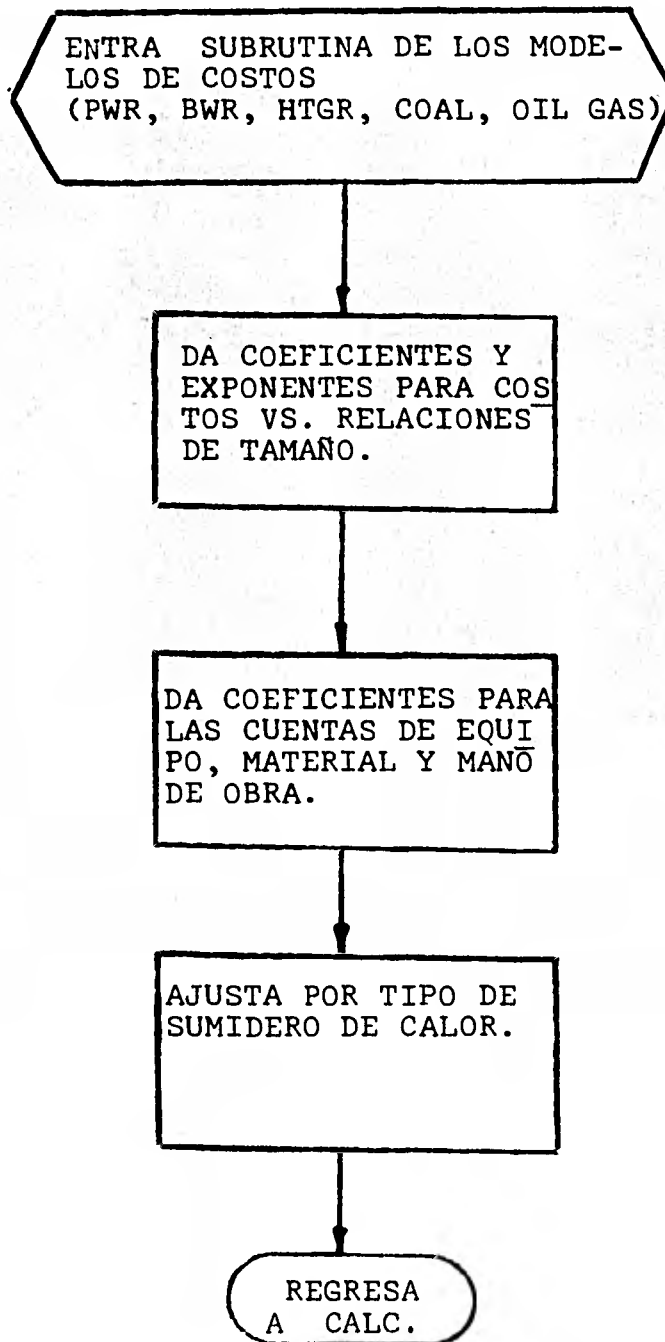 ENTRA SUBRUTINA DE LOS MODE-
LOS DE COSTOS
(PWR, BWR, HTGR, COAL, OIL GAS)
DA COEFICIENTES Y
EXPONENTES PARA COS
TOS VS. RELACIONES
DE TAMAÑO.
DA COEFICIENTES PARA
LAS CUENTAS DE EQUI
PO, MATERIAL Y MANO
DE OBRA.
AJUSTA POR TIPO DE
SUMIDERO DE CALOR.
REGRESA
A CALC.